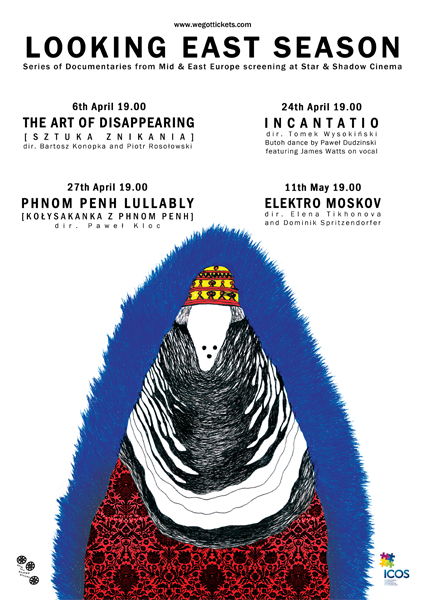 www.wegottickets.com
LOOKING EAST SEASON
Series of Documentaries from Mid & East Europe screening at Star & Shadow Cinema
6th April 19.00
THE ART OF DISAPPEARING
[SZTUKA ZNIKANIA]
dir. Bartosz Konopka and Piotr Rosołowski
24th April 19.00
INCANTATIO
dir. Tomek Wysokiński
Butoh dance by Paweł Dudzinski
featuring James Watts on vocal
27th April 19.00
PHNOM PENH LULLABLY
[KOŁYSAKANKA Z PHNOM PENH]
dir. Paweł Kloc
11th May 19.00
ELEKTRO MOSKOV
dir. Elena Tikhonova
and Dominik Spritzendorfer
ICOS